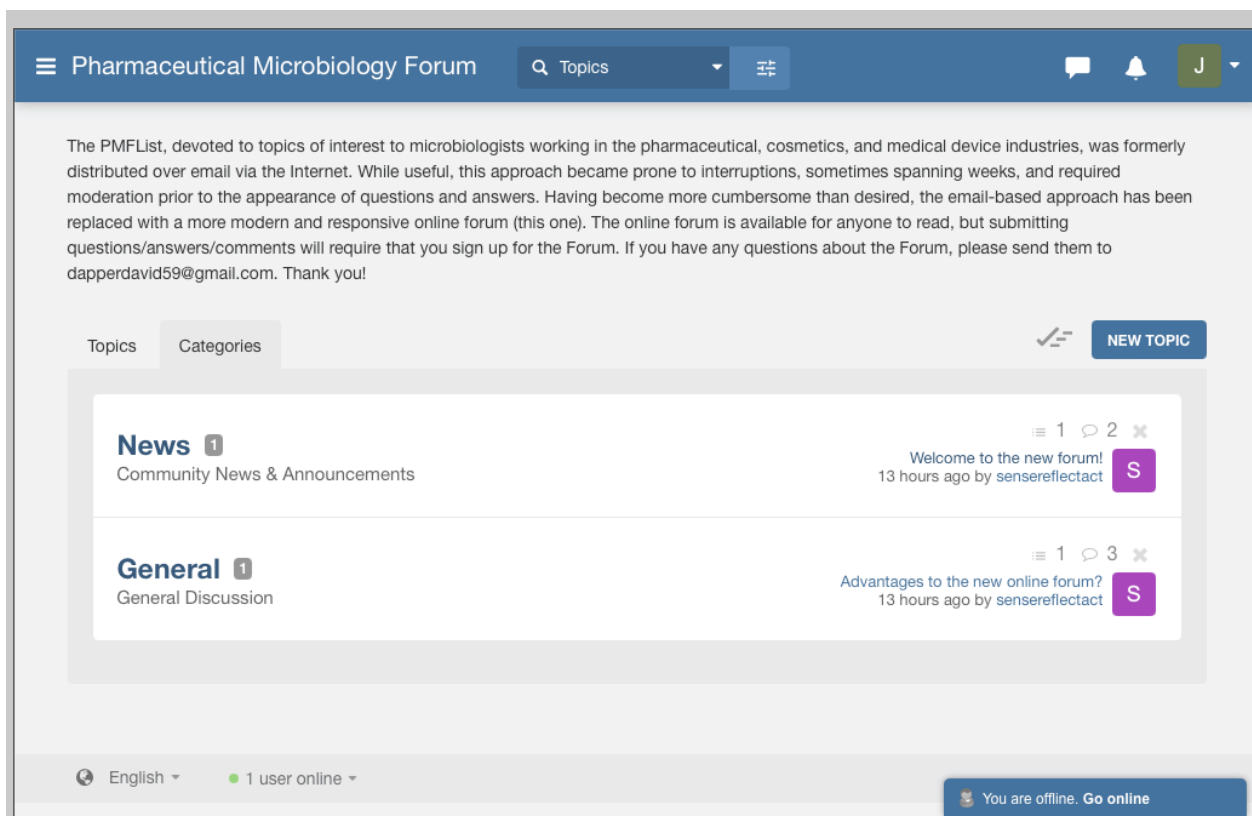 Pharmaceutical Microbiology Forum
Topics
J
The PMFList, devoted to topics of interest to microbiologists working in the pharmaceutical, cosmetics, and medical device industries, was formerly
distributed over email via the Internet. While useful, this approach became prone to interruptions, sometimes spanning weeks, and required
moderation prior to the appearance of questions and answers. Having become more cumbersome than desired, the email-based approach has been
replaced with a more modern and responsive online forum (this one). The online forum is available for anyone to read, but submitting
questions/answers/comments will require that you sign up for the Forum. If you have any questions about the Forum, please send them to
dapperdavid59@gmail.com. Thank you!
Topics Categories
NEW TOPIC
News 1
Community News & Announcements
1 2
Welcome to the new forum!
13 hours ago by sensereflectact
S
General 1
General Discussion
1 3
Advantages to the new online forum?
13 hours ago by sensereflectact
S
English 1 user online
You are offline. Go online